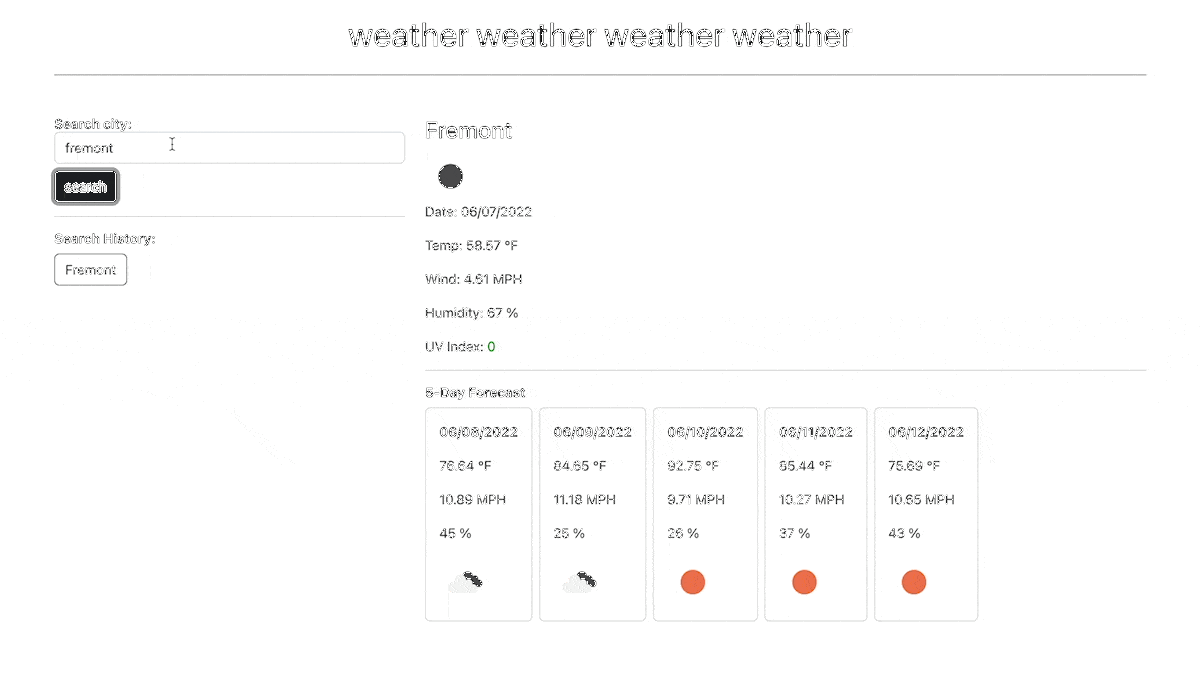 weather weather weather weather
Search city:
fremont
search
Search History:
Fremont
Fremont
Date: 06/07/2022
Temp: 58.57 °F
Wind: 4.61 MPH
Humidity: 67 %
UV Index: 0
5-Day Forecast
06/08/2022
76.64 °F
10.89 MPH
45 %
06/09/2022
84.65 °F
11.18 MPH
25 %
06/10/2022
92.75 °F
9.71 MPH
26 %
06/11/2022
85.44 °F
10.27 MPH
37 %
06/12/2022
75.69 °F
10.65 MPH
43 %